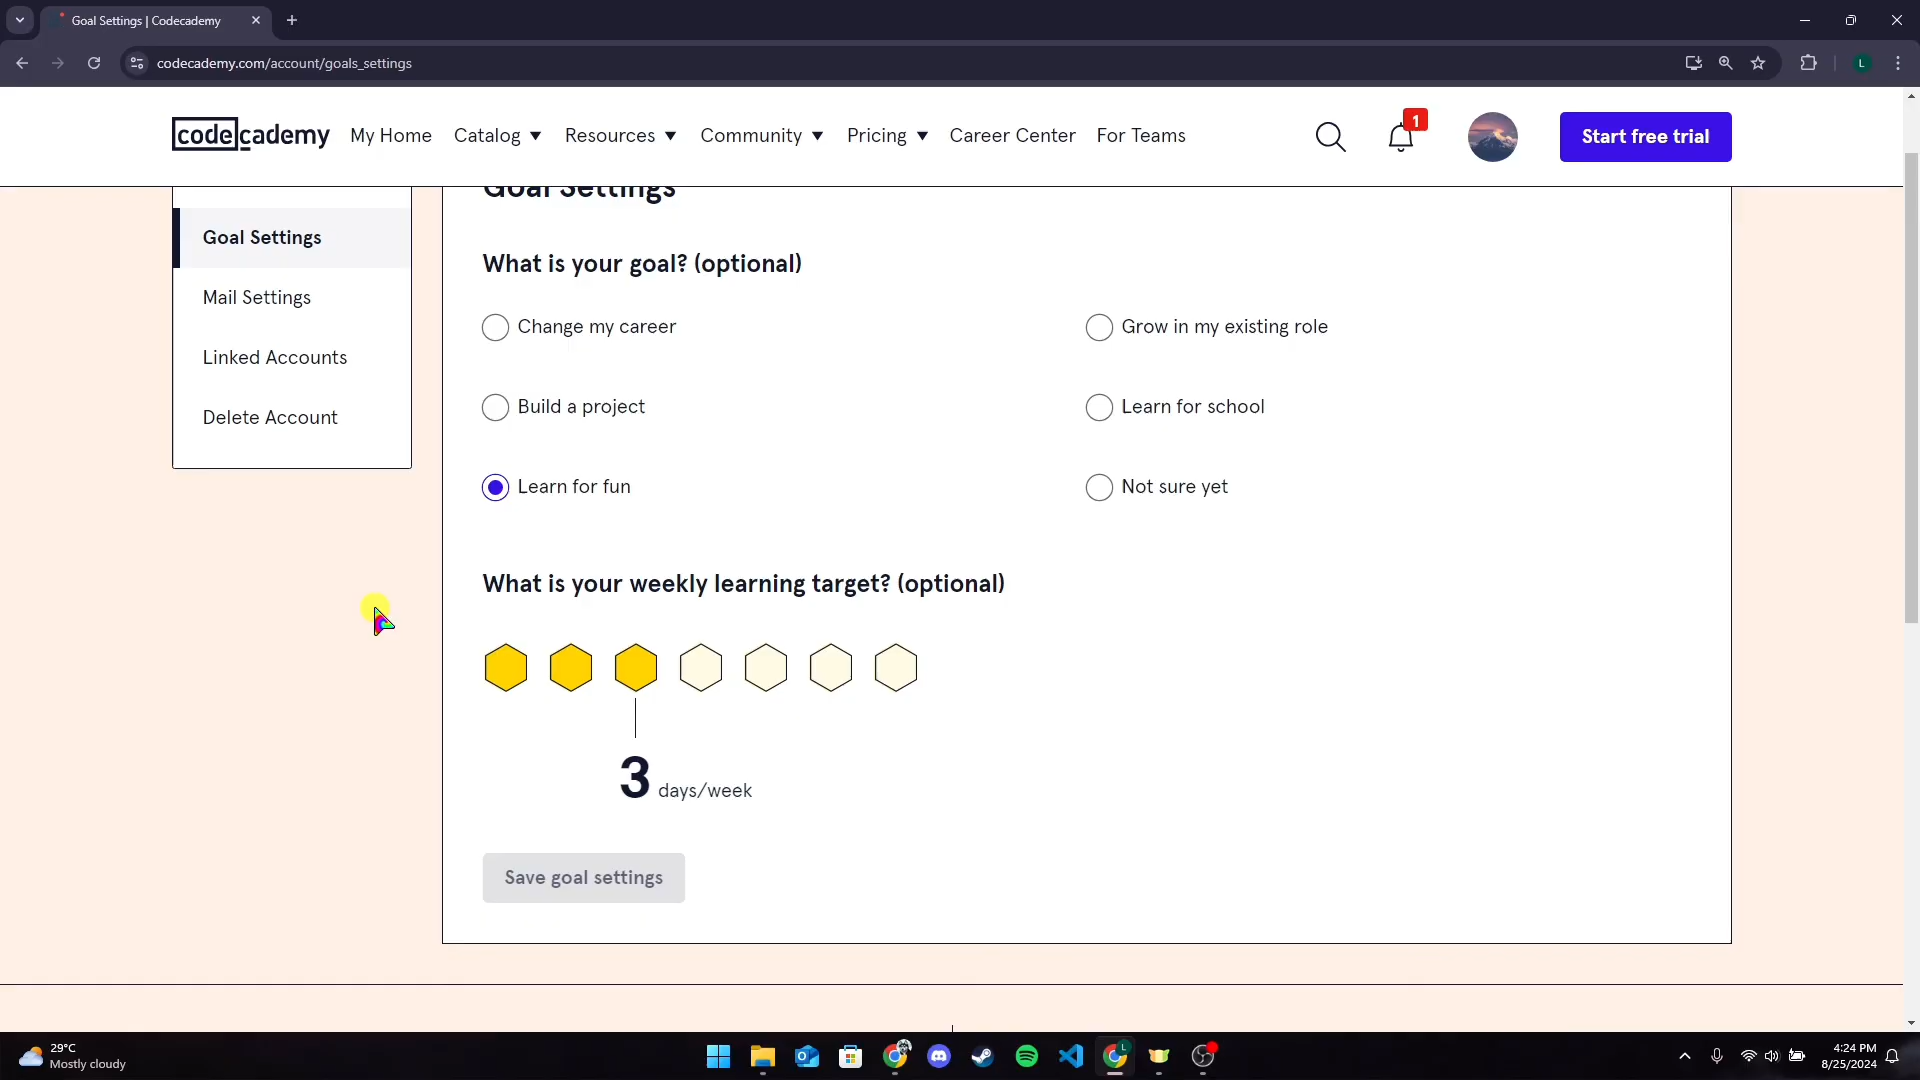 Goal Settings | Codecademy
codecademy.com/account/goals_settings
L
codecademy
My Home
Catalog
Resources
Community
Pricing
Career Center
For Teams
1
Start free trial
Goal Settings
Mail Settings
Linked Accounts
Delete Account
Goal Settings
What is your goal? (optional)
Change my career
Grow in my existing role
Build a project
Learn for school
Learn for fun
Not sure yet
What is your weekly learning target? (optional)
3 days/week
Save goal settings
29°C
Mostly cloudy
L
4:24 PM
8/25/2024